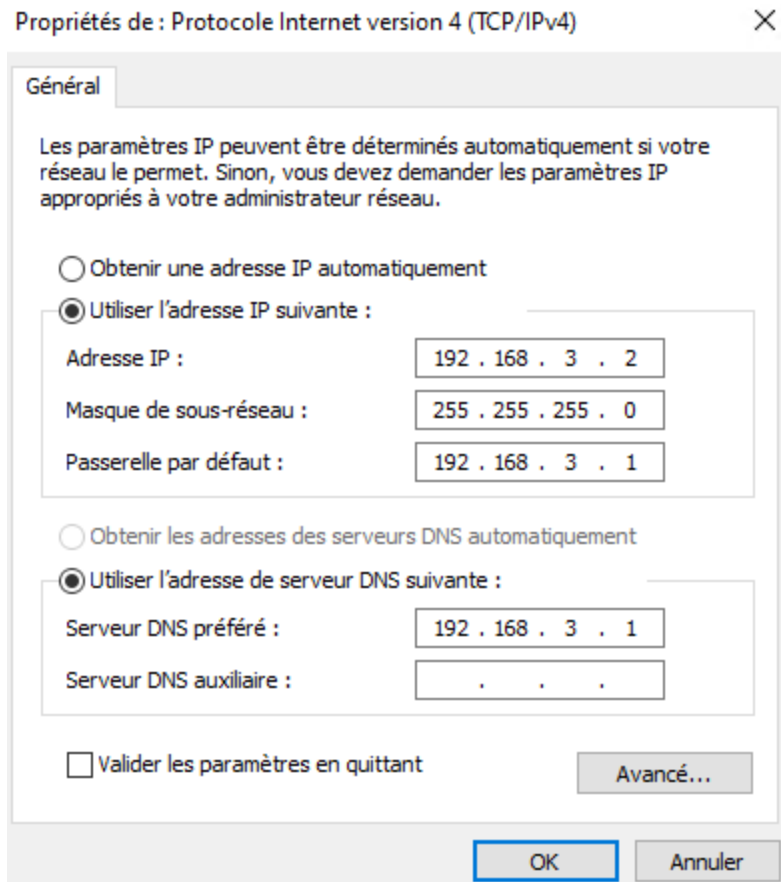 Propriétés de : Protocole Internet version 4 (TCP/IPv4)
Général
Les paramètres IP peuvent être déterminés automatiquement si votre
réseau le permet. Sinon, vous devez demander les paramètres IP
appropriés à votre administrateur réseau.
Obtenir une adresse IP automatiquement
Utiliser l’adresse IP suivante :
Adresse IP : 192 . 168 . 3 . 2
Masque de sous-réseau : 255 . 255 . 255 . 0
Passerelle par défaut : 192 . 168 . 3 . 1
Obtenir les adresses des serveurs DNS automatiquement
Utiliser l’adresse de serveur DNS suivante :
Serveur DNS préféré : 192 . 168 . 3 . 1
Serveur DNS auxiliaire : . . .
Valider les paramètres en quittant Avancé...
OK Annuler